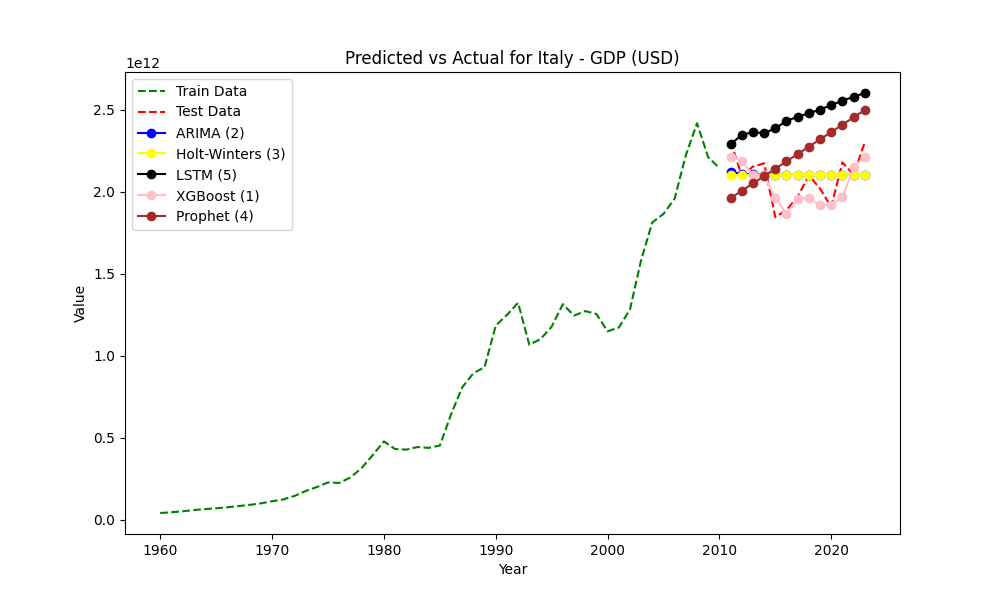 Predicted vs Actual for Italy - GDP (USD)
1e12
Train Data
Test Data
ARIMA (2)
Holt-Winters (3)
LSTM (5)
XGBoost (1)
Prophet (4)
2.5
2.0
1.5
1.0
0.5
0.0
Value
1960 1970 1980 1990 2000 2010 2020
Year